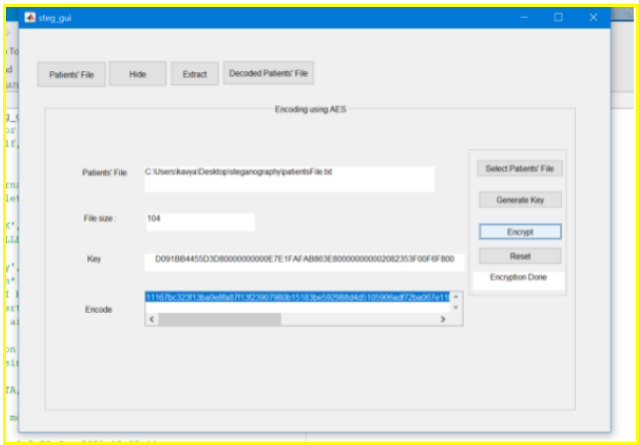 steg_gui
Patients' File
Hide
Extract
Decoded Patients' File
Encoding using AES
Patients' File
C:\Users\kavya\Desktop\steganography\patientsFile.txt
Select Patients' File
Generate Key
File size :
104
Encrypt
Key
D091BB4455D3D80000000000E7E1FAFAB863E800000000002082353F00F6F800
Reset
Encryption Done
Encode